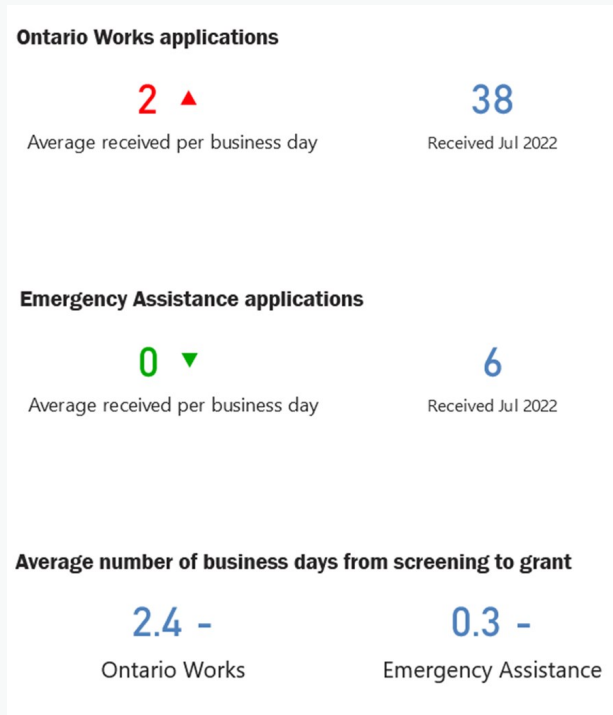 Ontario Works applications
2 ▲ 38
Average received per business day Received Jul 2022
Emergency Assistance applications
0 ▼ 6
Average received per business day Received Jul 2022
Average number of business days from screening to grant
2.4 - 0.3 -
Ontario Works Emergency Assistance